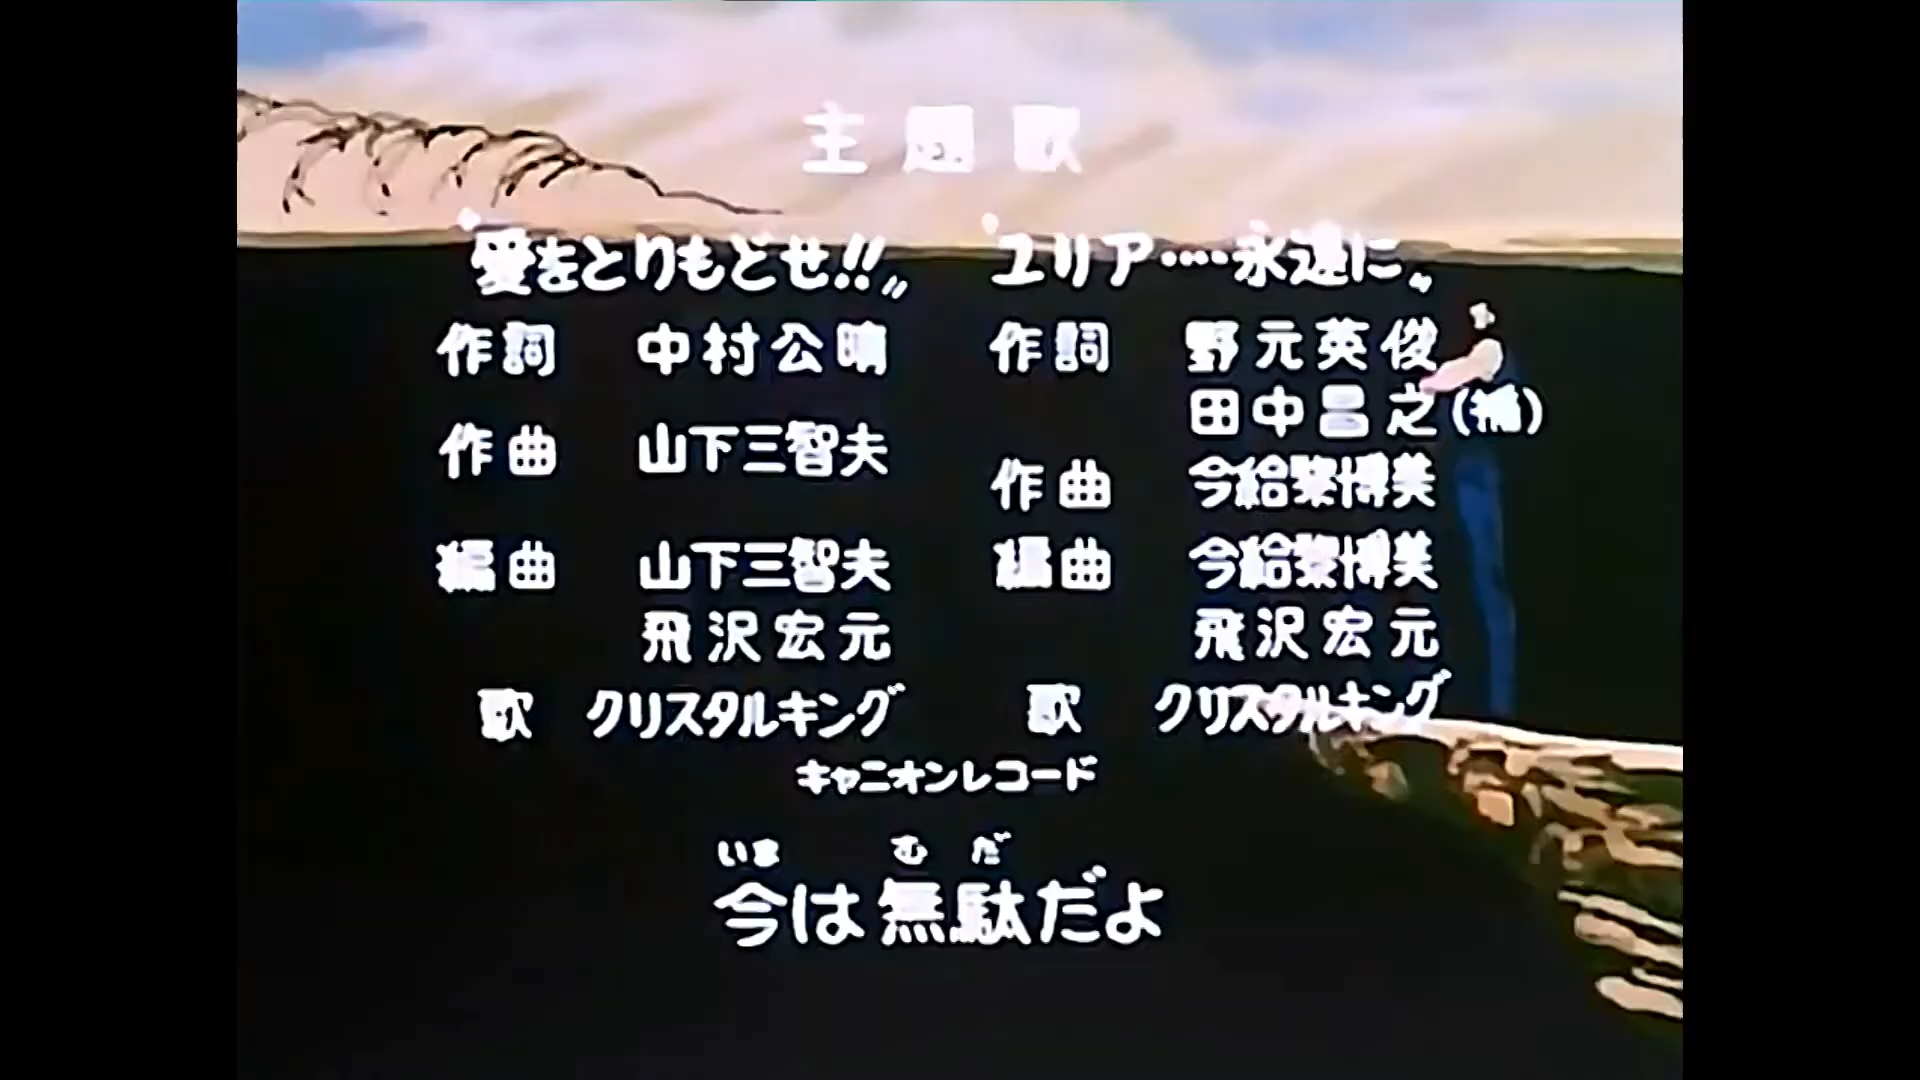 主題歌
"愛をとりもどせ!!"
作詞 中村公晴
作曲 山下三智夫
編曲 山下三智夫
飛沢宏元
歌 クリスタルキング
"ユリア‥‥永遠に"
作詞 野元英俊
田中昌之(補)
作曲 今給黎博美
編曲 今給黎博美
飛沢宏元
歌 クリスタルキング
キャニオンレコード
いま むだ
今は無駄だよ